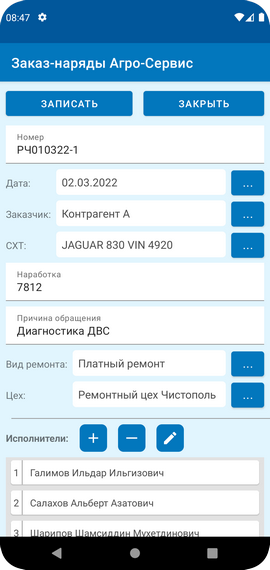 08:47
Заказ-наряды Агро-Сервис
ЗАПИСАТЬ ЗАКРЫТЬ
Номер
РЧ010322-1
Дата: 02.03.2022 ...
Заказчик: Контрагент А ...
СХТ: JAGUAR 830 VIN 4920 ...
Наработка
7812
Причина обращения
Диагностика ДВС
Вид ремонта: Платный ремонт ...
Цех: Ремонтный цех Чистополь ...
Исполнители:
1 Галимов Ильдар Ильгизович
2 Салахов Альберт Азатович
3 Шарипов Шамсиддин Мухетдинович